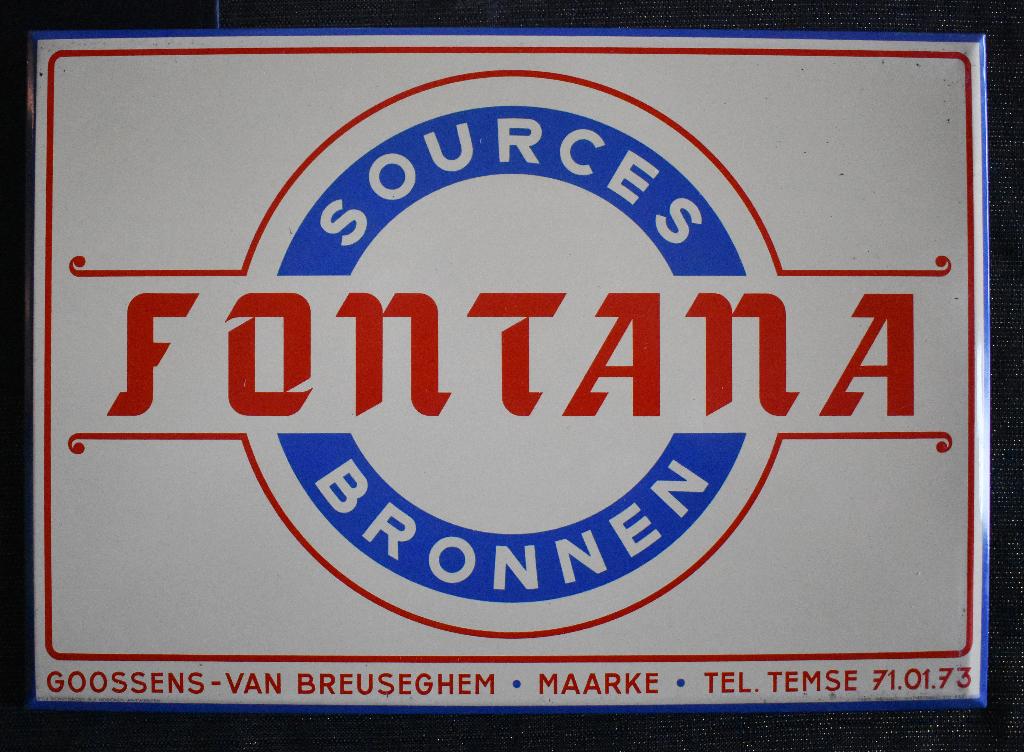 SOURCES
FONTANA
BRONNEN
GOOSSENS-VAN BREUSEGHEM • MAARKE • TEL. TEMSE 71.01.73